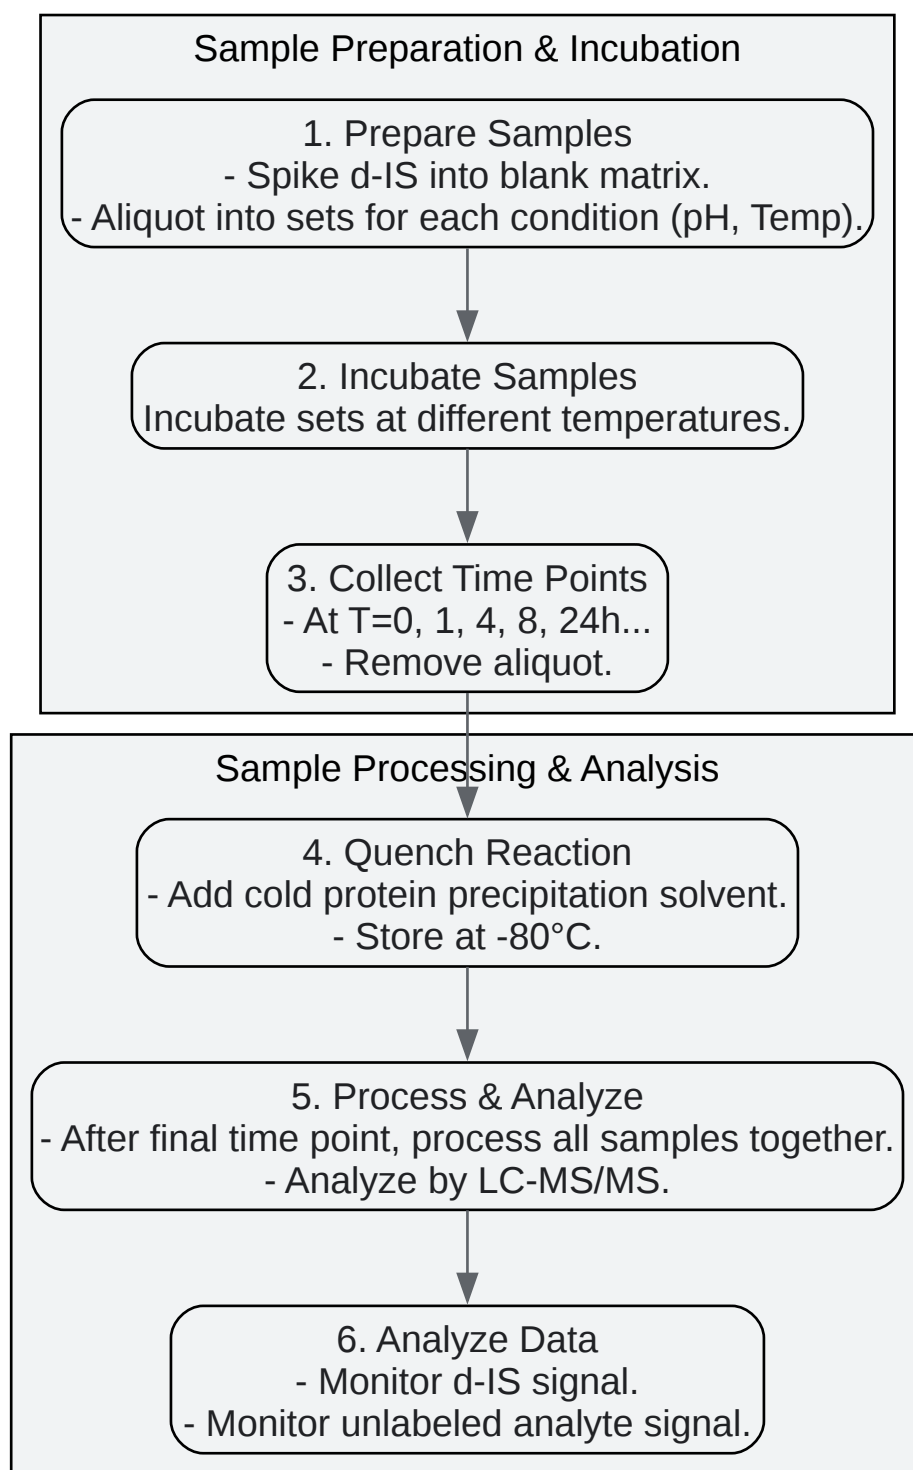 Sample Preparation & Incubation
1. Prepare Samples
- Spike d-IS into blank matrix.
- Aliquot into sets for each condition (pH, Temp).
2. Incubate Samples
Incubate sets at different temperatures.
3. Collect Time Points
- At T=0, 1, 4, 8, 24h...
- Remove aliquot.
Sample Processing & Analysis
4. Quench Reaction
- Add cold protein precipitation solvent.
- Store at -80°C.
5. Process & Analyze
- After final time point, process all samples together.
- Analyze by LC-MS/MS.
6. Analyze Data
- Monitor d-IS signal.
- Monitor unlabeled analyte signal.